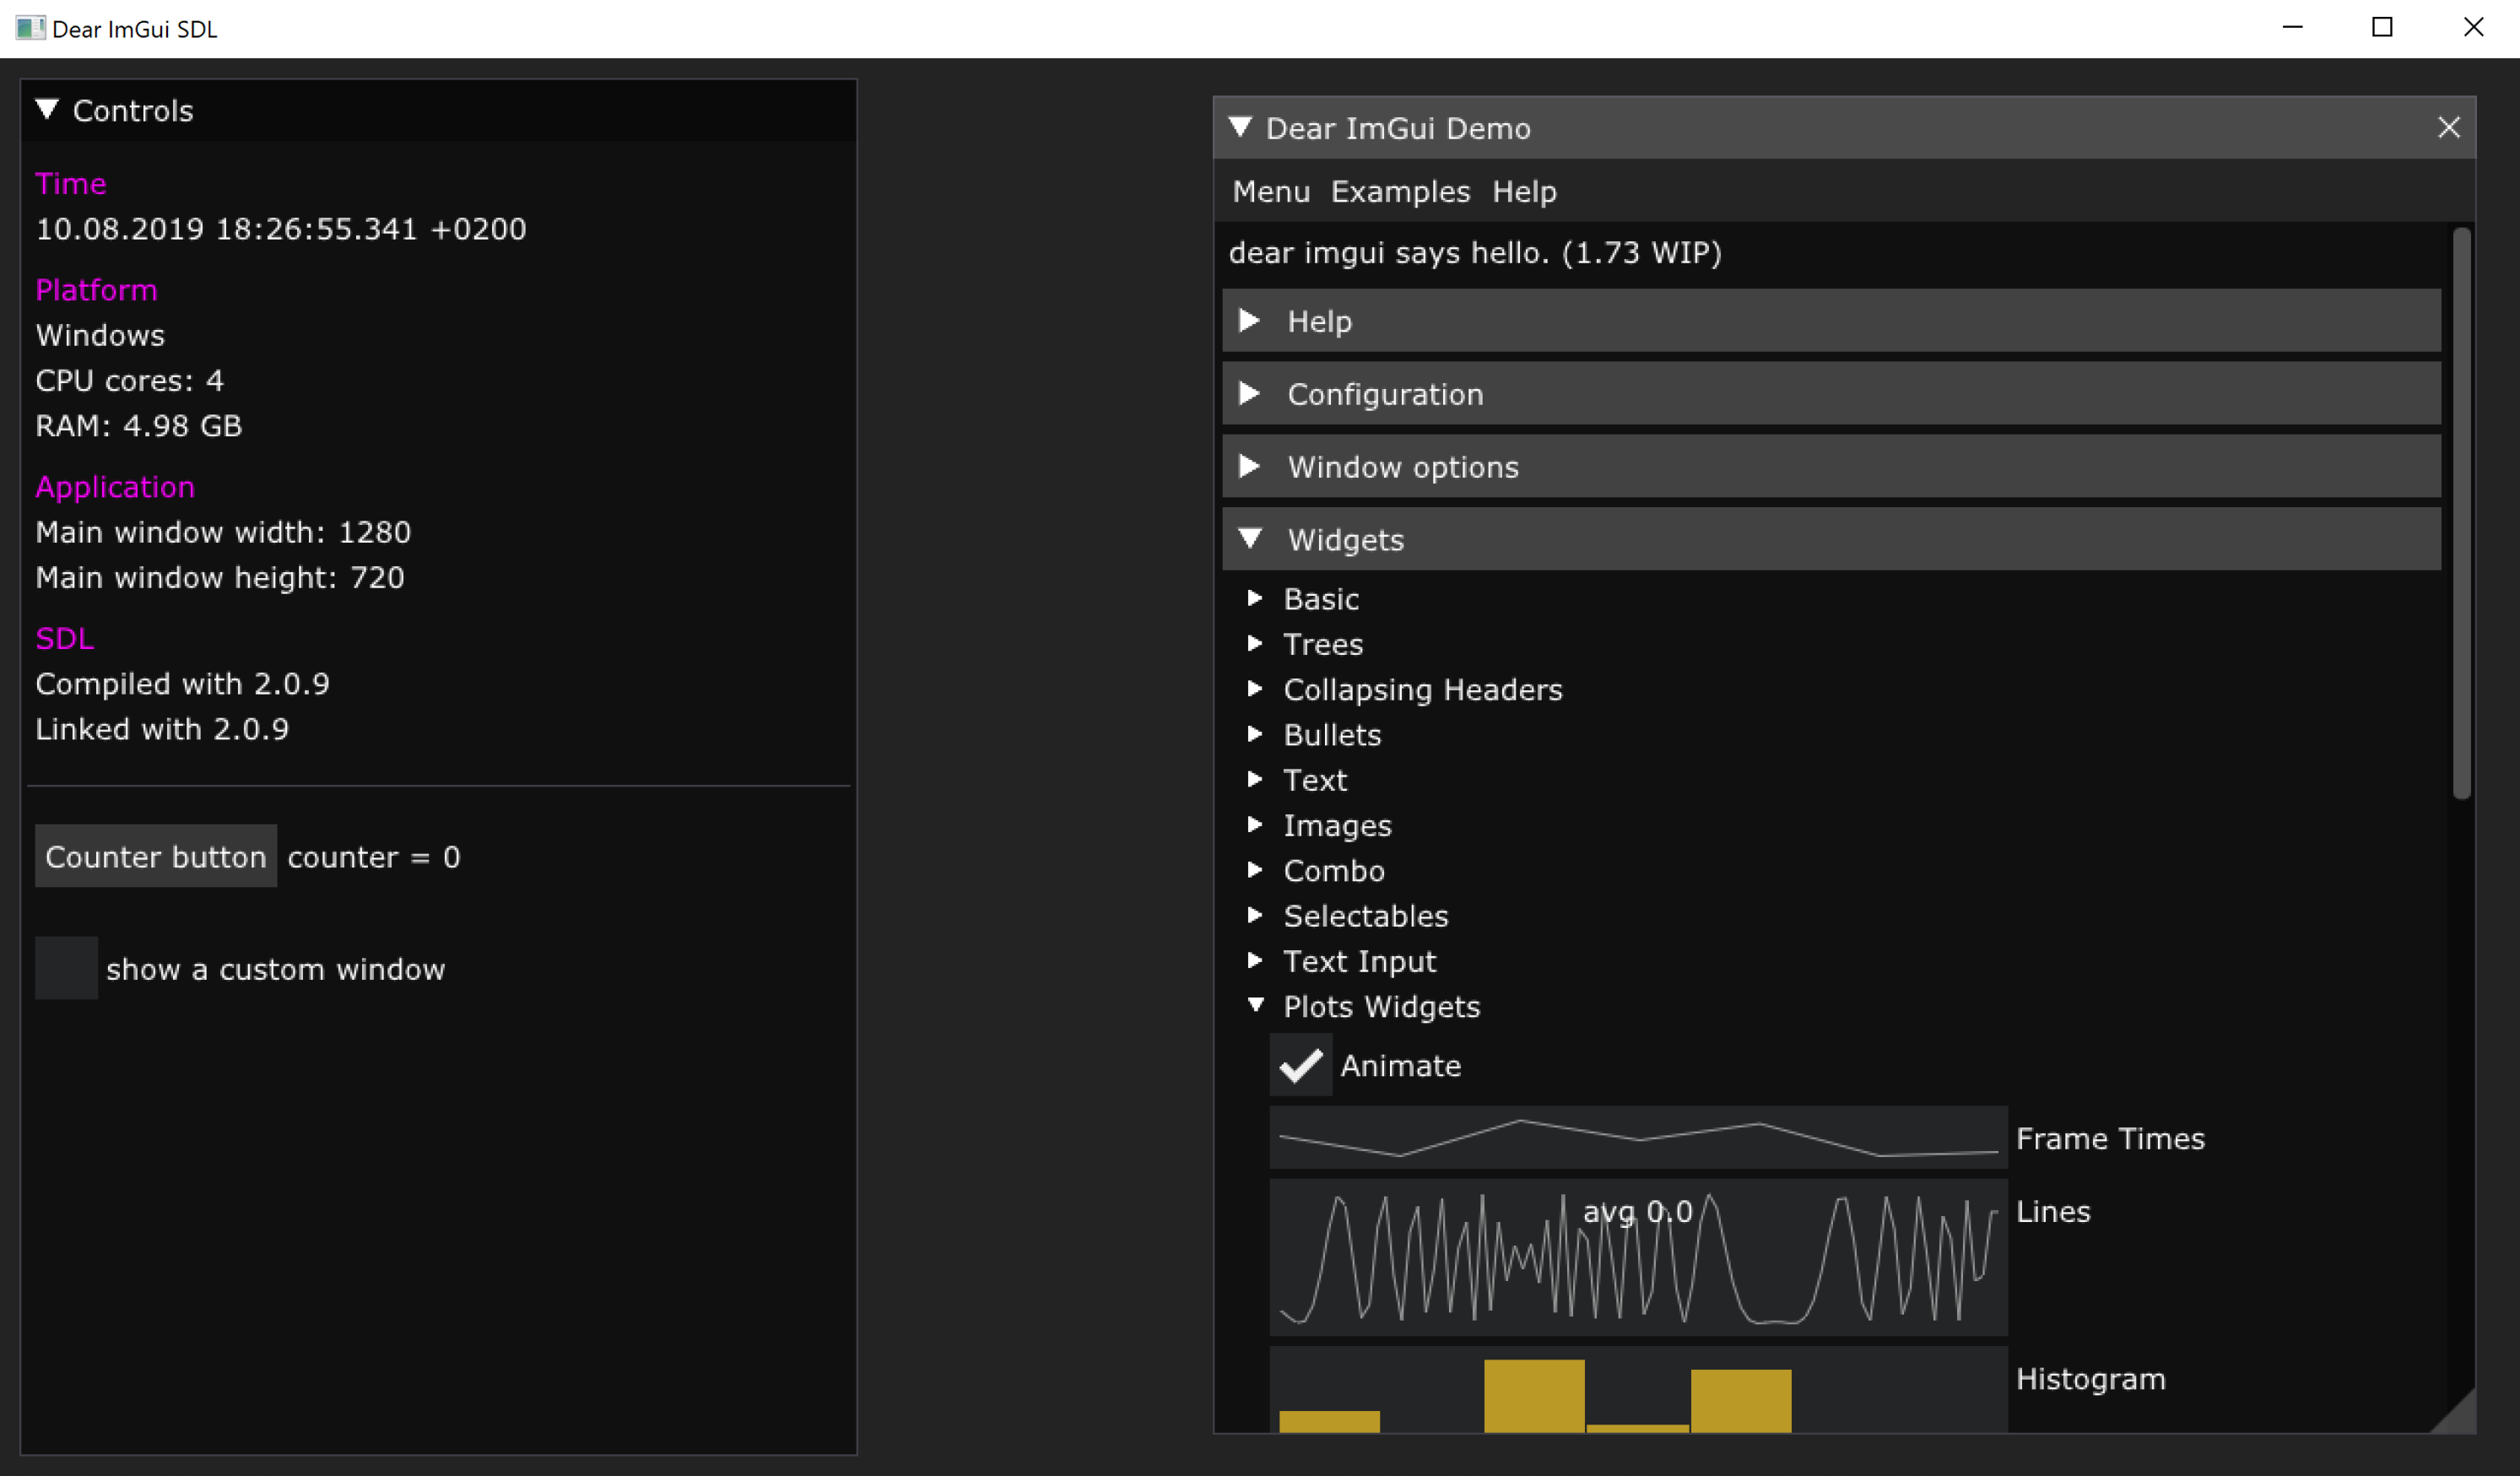 Dear ImGui SDL
Controls
Time
10.08.2019 18:26:55.341 +0200
Platform
Windows
CPU cores: 4
RAM: 4.98 GB
Application
Main window width: 1280
Main window height: 720
SDL
Compiled with 2.0.9
Linked with 2.0.9
Counter button counter = 0
show a custom window
Dear ImGui Demo
Menu Examples Help
dear imgui says hello. (1.73 WIP)
Help
Configuration
Window options
Widgets
Basic
Trees
Collapsing Headers
Bullets
Text
Images
Combo
Selectables
Text Input
Plots Widgets
Animate
Frame Times
avg 0.0 Lines
Histogram